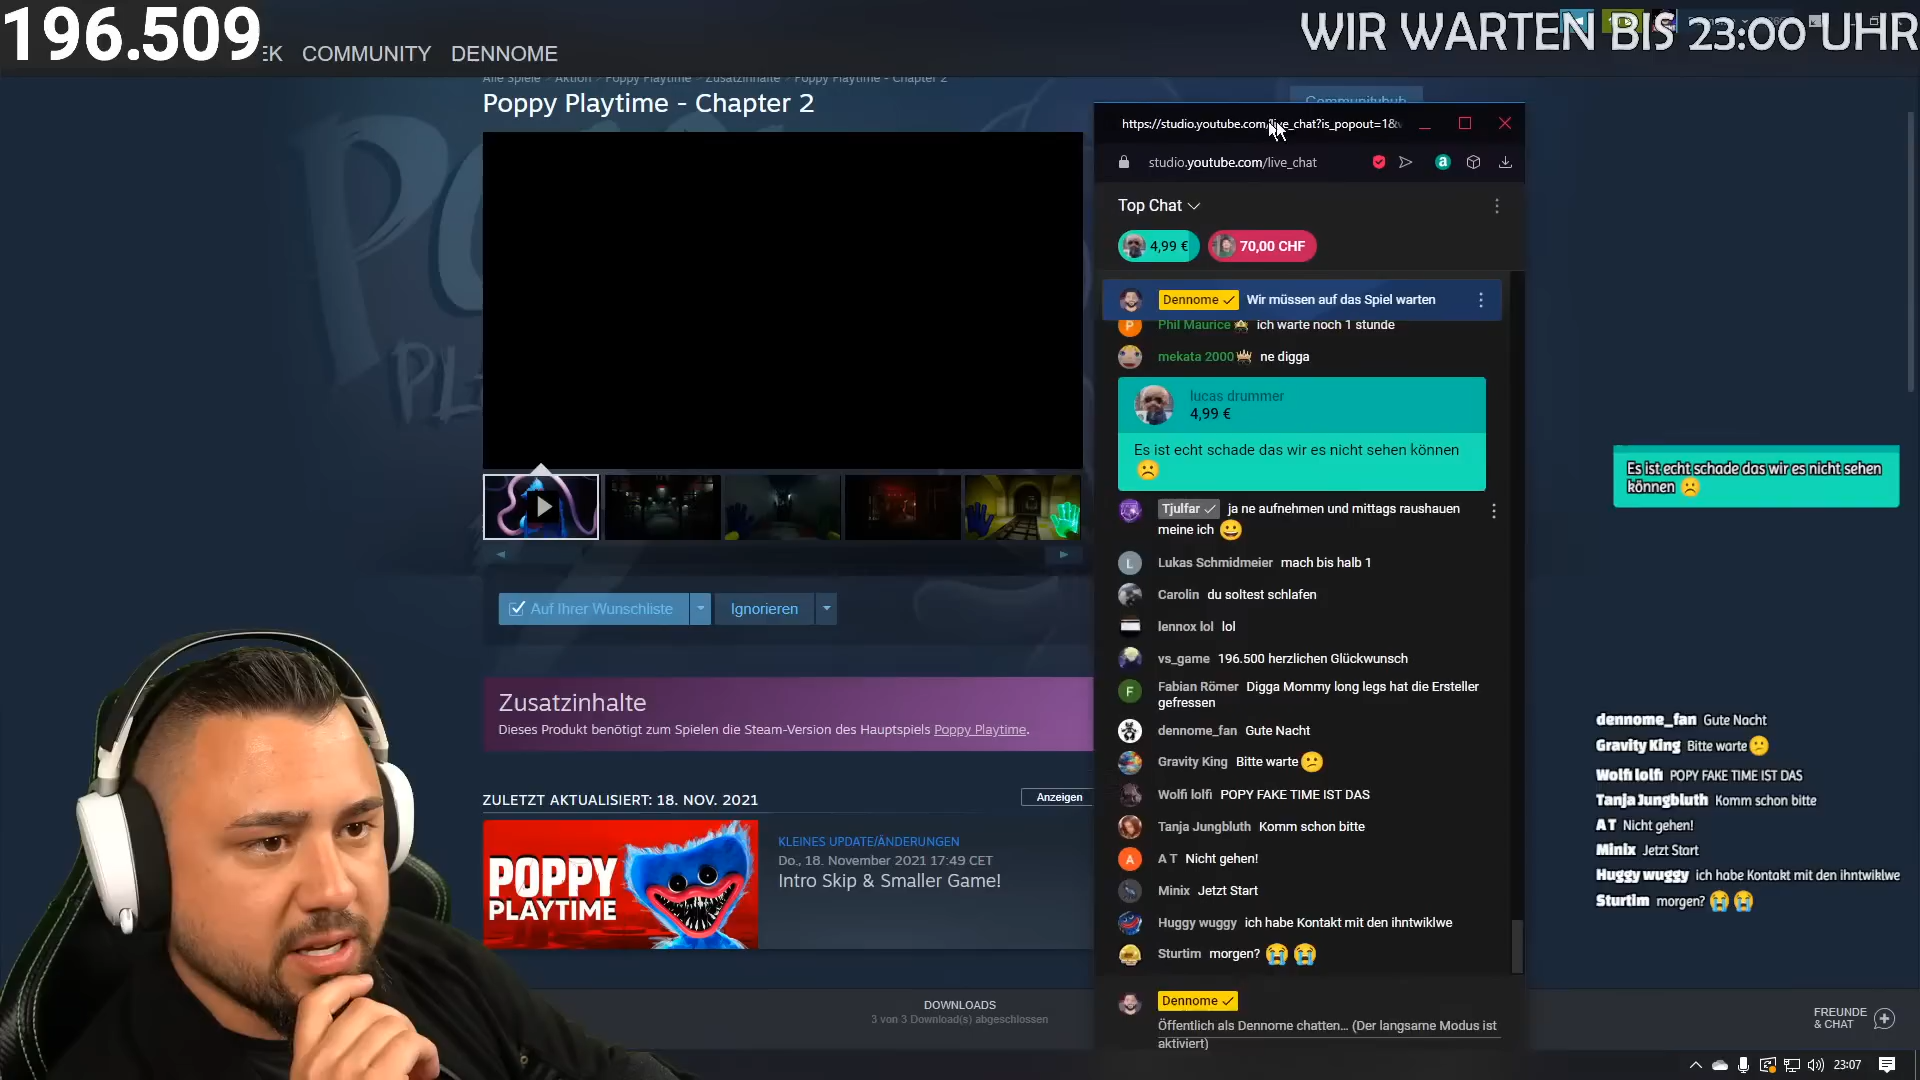 196.509
WIR WARTEN BIS 23:00 UHR
EK COMMUNITY DENNOME
Alle Spiele > Aktion > Poppy Playtime > Zusatzinhalte > Poppy Playtime - Chapter 2
Poppy Playtime - Chapter 2
Communityhub
https://studio.youtube.com/live_chat?is_popout=1&
studio.youtube.com/live_chat
Top Chat
4,99 €
70,00 CHF
Dennome Wir müssen auf das Spiel warten
Phil Maurice ich warte noch 1 stunde
mekata 2000 ne digga
lucas drummer
4,99 €
Es ist echt schade das wir es nicht sehen können
Tjulfar ja ne aufnehmen und mittags raushauen
meine ich 😀
Lukas Schmidmeier mach bis halb 1
Carolin du soltest schlafen
lennox lol lol
vs_game 196.500 herzlichen Glückwunsch
Fabian Römer Digga Mommy long legs hat die Ersteller
gefressen
dennome_fan Gute Nacht
Gravity King Bitte warte 😕
Wolfi lolfi POPY FAKE TIME IST DAS
Tanja Jungbluth Komm schon bitte
A T Nicht gehen!
Minix Jetzt Start
Huggy wuggy ich habe Kontakt mit den ihntwiklwe
Sturtim morgen? 😭 😭
Dennome
Öffentlich als Dennome chatten… (Der langsame Modus ist
aktiviert)
Es ist echt schade das wir es nicht sehen
können 🙁
Auf Ihrer Wunschliste
Ignorieren
Zusatzinhalte
Dieses Produkt benötigt zum Spielen die Steam-Version des Hauptspiels Poppy Playtime.
ZULETZT AKTUALISIERT: 18. NOV. 2021
Anzeigen
POPPY
PLAYTIME
KLEINES UPDATE/ÄNDERUNGEN
Do., 18. November 2021 17:49 CET
Intro Skip & Smaller Game!
dennome_fan Gute Nacht
Gravity King Bitte warte 😕
Wolfi lolfi POPY FAKE TIME IST DAS
Tanja Jungbluth Komm schon bitte
A T Nicht gehen!
Minix Jetzt Start
Huggy wuggy ich habe Kontakt mit den ihntwiklwe
Sturtim morgen? 😭 😭
DOWNLOADS
3 von 3 Download(s) abgeschlossen
FREUNDE
& CHAT
23:07